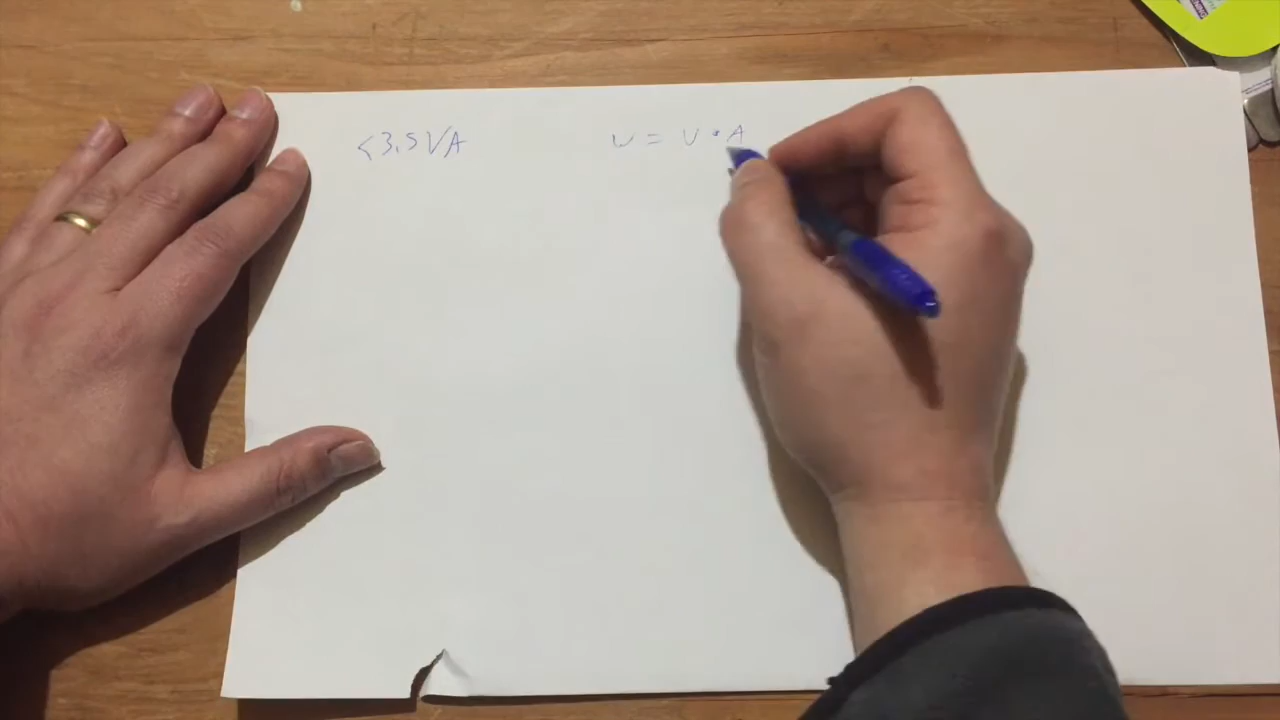 <3.5VA
W = V • A